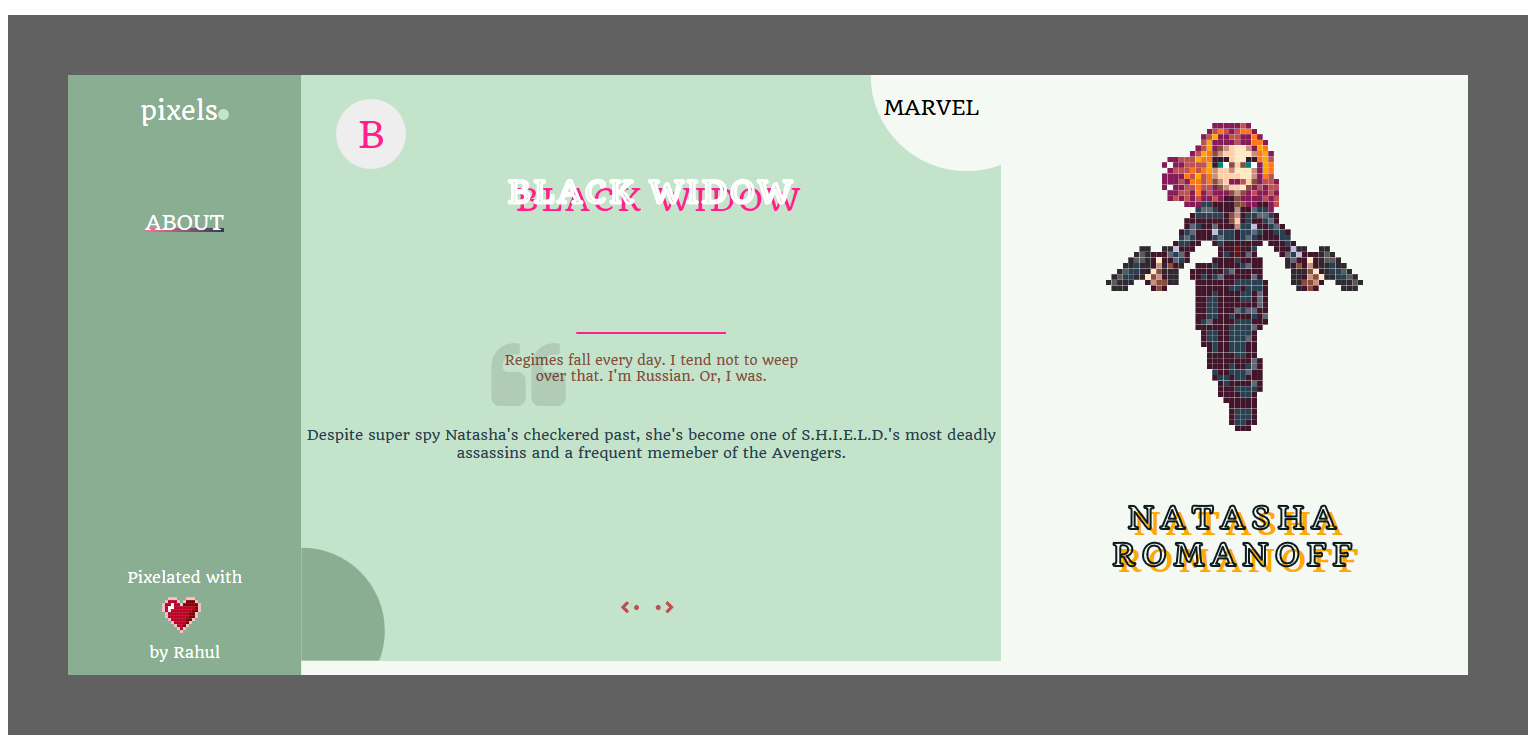 pixels
ABOUT
Pixelated with
by Rahul
B
MARVEL
BLACK WIDOW
Regimes fall every day. I tend not to weep
over that. I'm Russian. Or, I was.
Despite super spy Natasha's checkered past, she's become one of S.H.I.E.L.D.'s most deadly
assassins and a frequent memeber of the Avengers.
NATASHA
ROMANOFF